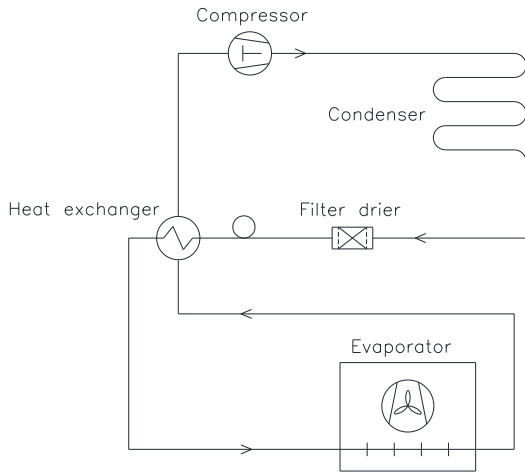 Compressor
Condenser
Heat exchanger
Filter drier
Evaporator